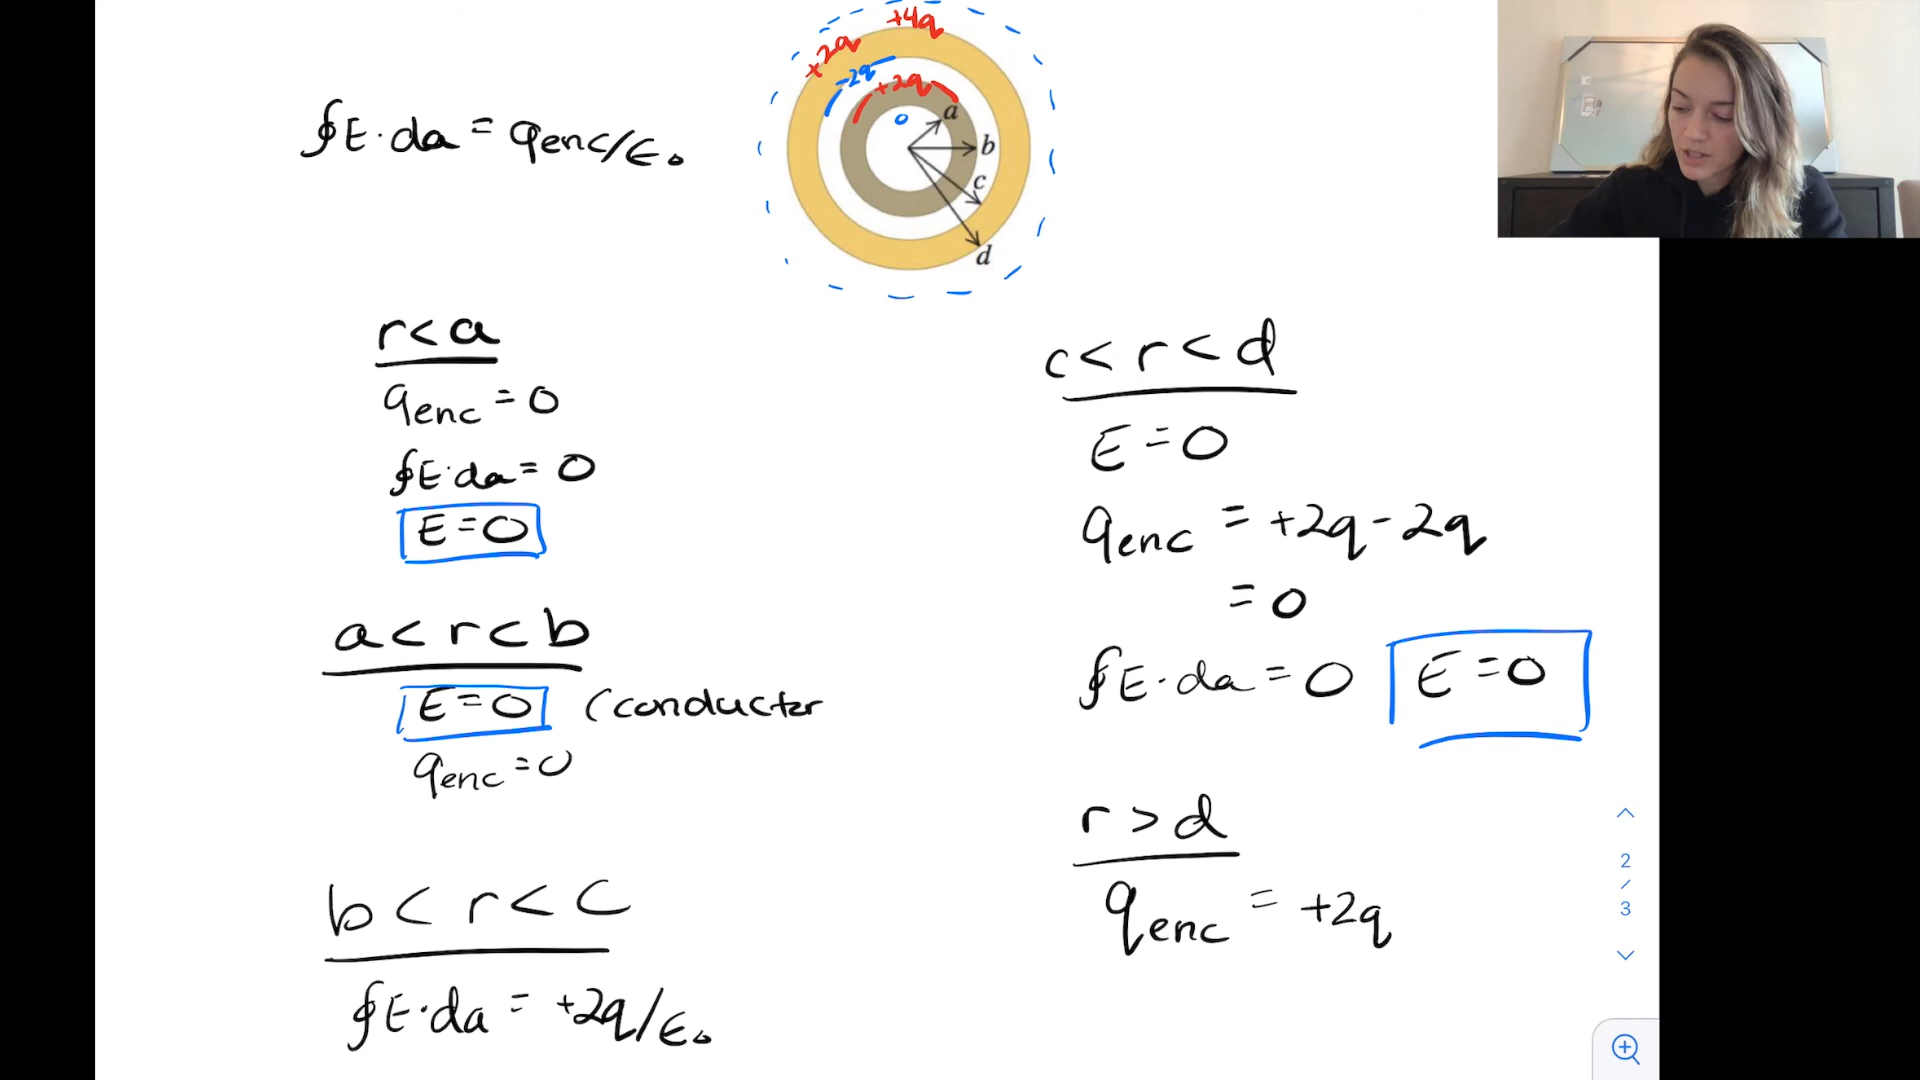 ∮E·da = qenc/ε₀
+4q
+2q
-2q
+2q
0
a
b
c
d
r<a
qenc = 0
∮E·da = 0
E=0
a<r<b
E=0 (conductor
qenc=0
b<r<c
∮E·da = +2q/ε₀
c<r<d
E=0
qenc = +2q-2q
=0
∮E·da=0 E=0
r>d
qenc = +2q
2
/
3